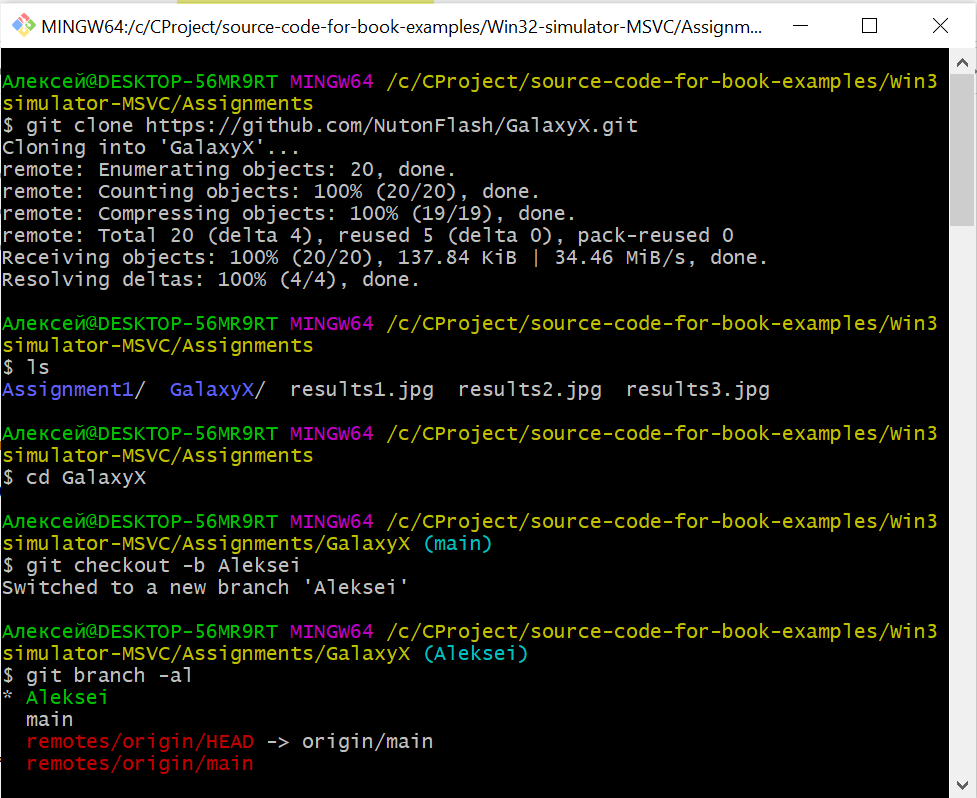 MINGW64:/c/CProject/source-code-for-book-examples/Win32-simulator-MSVC/Assignm...
Алексей@DESKTOP-56MR9RT MINGW64 /c/CProject/source-code-for-book-examples/Win3
simulator-MSVC/Assignments
$ git clone https://github.com/NutonFlash/GalaxyX.git
Cloning into 'GalaxyX'...
remote: Enumerating objects: 20, done.
remote: Counting objects: 100% (20/20), done.
remote: Compressing objects: 100% (19/19), done.
remote: Total 20 (delta 4), reused 5 (delta 0), pack-reused 0
Receiving objects: 100% (20/20), 137.84 KiB | 34.46 MiB/s, done.
Resolving deltas: 100% (4/4), done.
Алексей@DESKTOP-56MR9RT MINGW64 /c/CProject/source-code-for-book-examples/Win3
simulator-MSVC/Assignments
$ ls
Assignment1/  GalaxyX/  results1.jpg  results2.jpg  results3.jpg
Алексей@DESKTOP-56MR9RT MINGW64 /c/CProject/source-code-for-book-examples/Win3
simulator-MSVC/Assignments
$ cd GalaxyX
Алексей@DESKTOP-56MR9RT MINGW64 /c/CProject/source-code-for-book-examples/Win3
simulator-MSVC/Assignments/GalaxyX (main)
$ git checkout -b Aleksei
Switched to a new branch 'Aleksei'
Алексей@DESKTOP-56MR9RT MINGW64 /c/CProject/source-code-for-book-examples/Win3
simulator-MSVC/Assignments/GalaxyX (Aleksei)
$ git branch -al
* Aleksei
main
remotes/origin/HEAD -> origin/main
remotes/origin/main